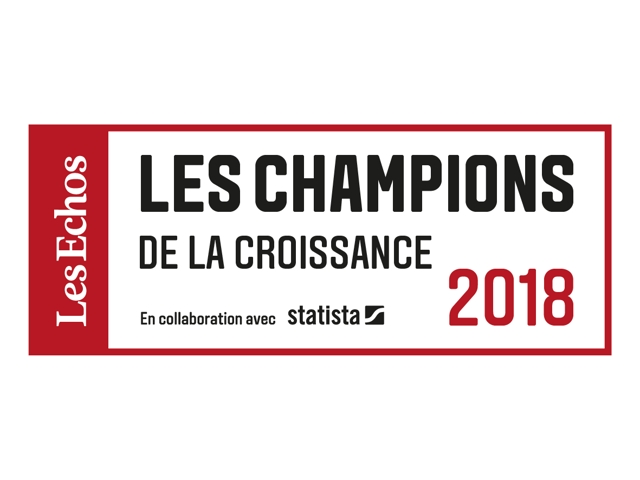 Les Echos
LES CHAMPIONS
DE LA CROISSANCE
2018
En collaboration avec statista